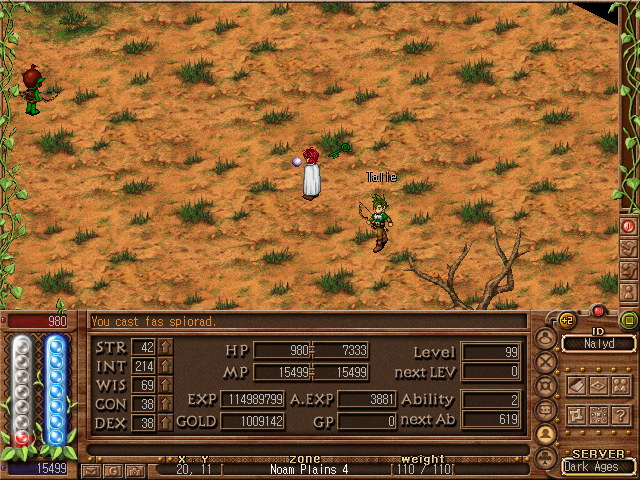 Tarlie
980
You cast fas spiorad.
+2
ID
Nalyd
STR 42
INT 214
WIS 69
CON 38
DEX 38
HP 980 7333
MP 15499 15499
EXP 114989799 A.EXP 3881
GOLD 1009142 GP 0
Level 99
next LEV 0
Ability 2
next Ab 619
?
15499
G
x y zone weight
20, 11 [ Noam Plains 4 [110 /110[
SERVER
Dark Ages